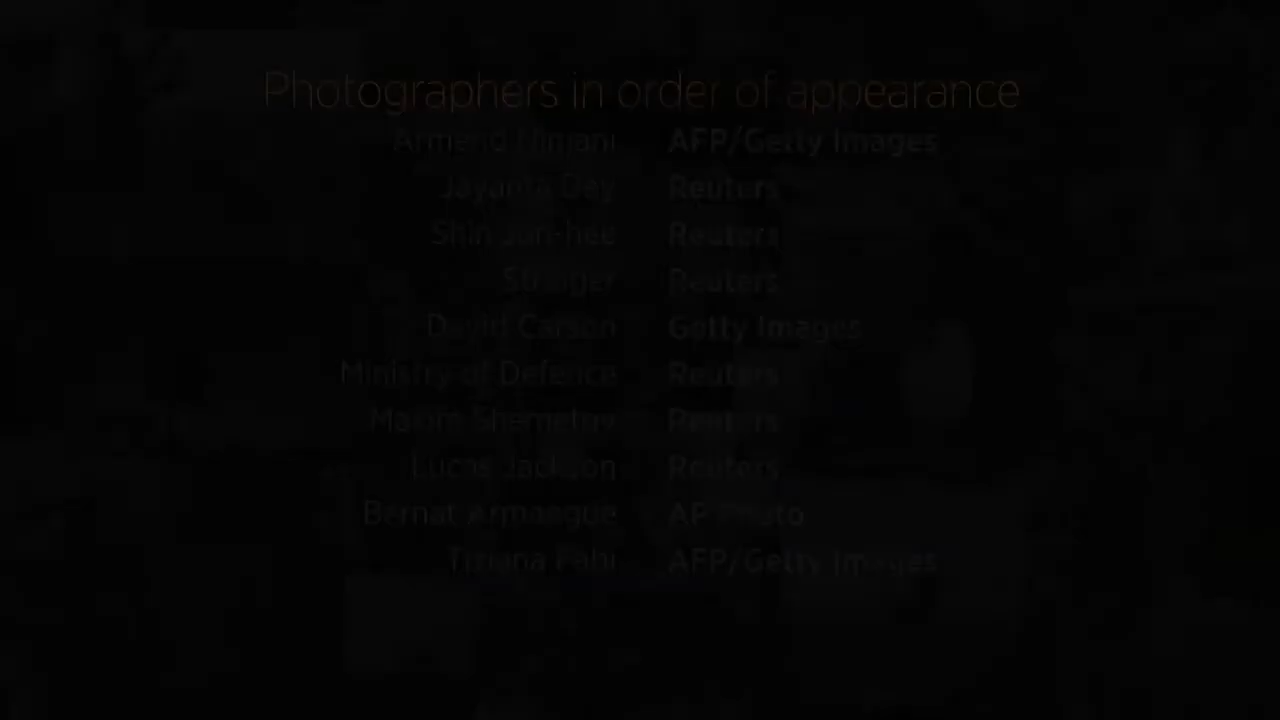 Photographers in order of appearance
Armend Nimani AFP/Getty Images
Jayanta Dey Reuters
Shin Jun-hee Reuters
Stringer Reuters
David Carson Getty Images
Ministry of Defence Reuters
Maxim Shemetov Reuters
Lucas Jackson Reuters
Bernat Armangue AP Photo
Tiziana Fabi AFP/Getty Images